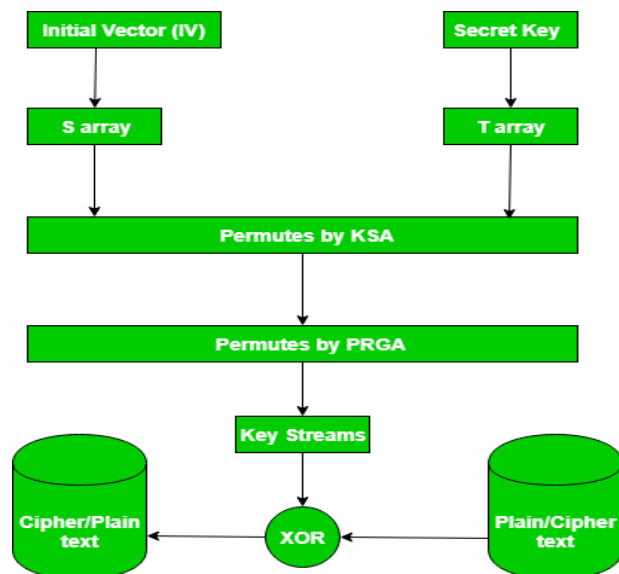 Initial Vector (IV)
Secret Key
S array
T array
Permutes by KSA
Permutes by PRGA
Key Streams
Cipher/Plain
text
XOR
Plain/Cipher
text